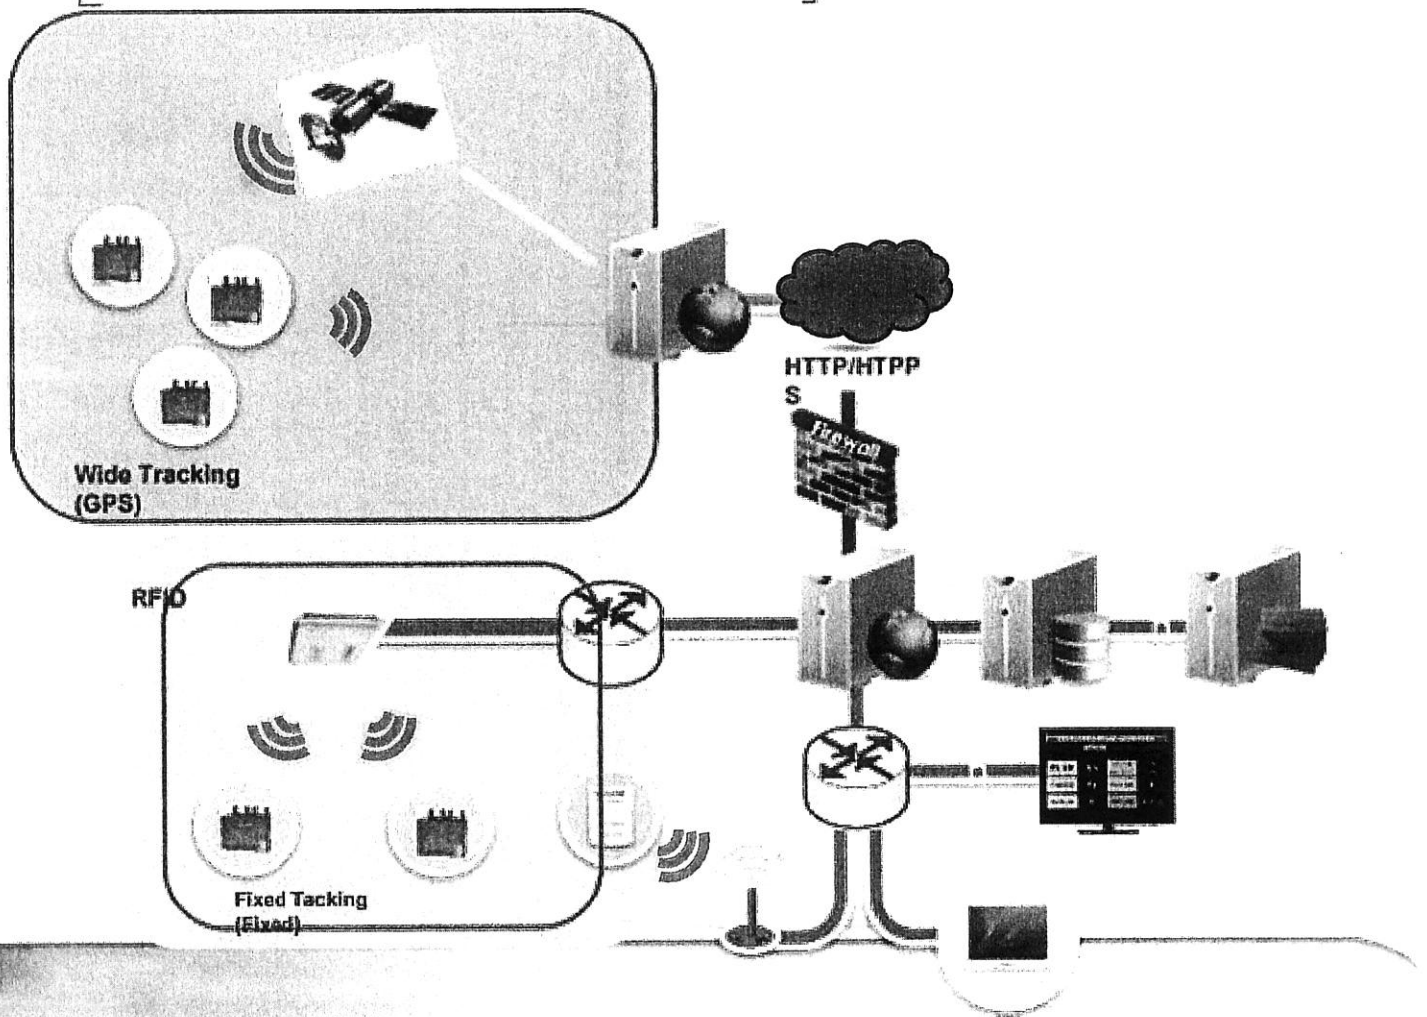 Wide Tracking
(GPS)
HTTP/HTPP
S
firewall
RFID
Fixed Tacking
(Fixed)